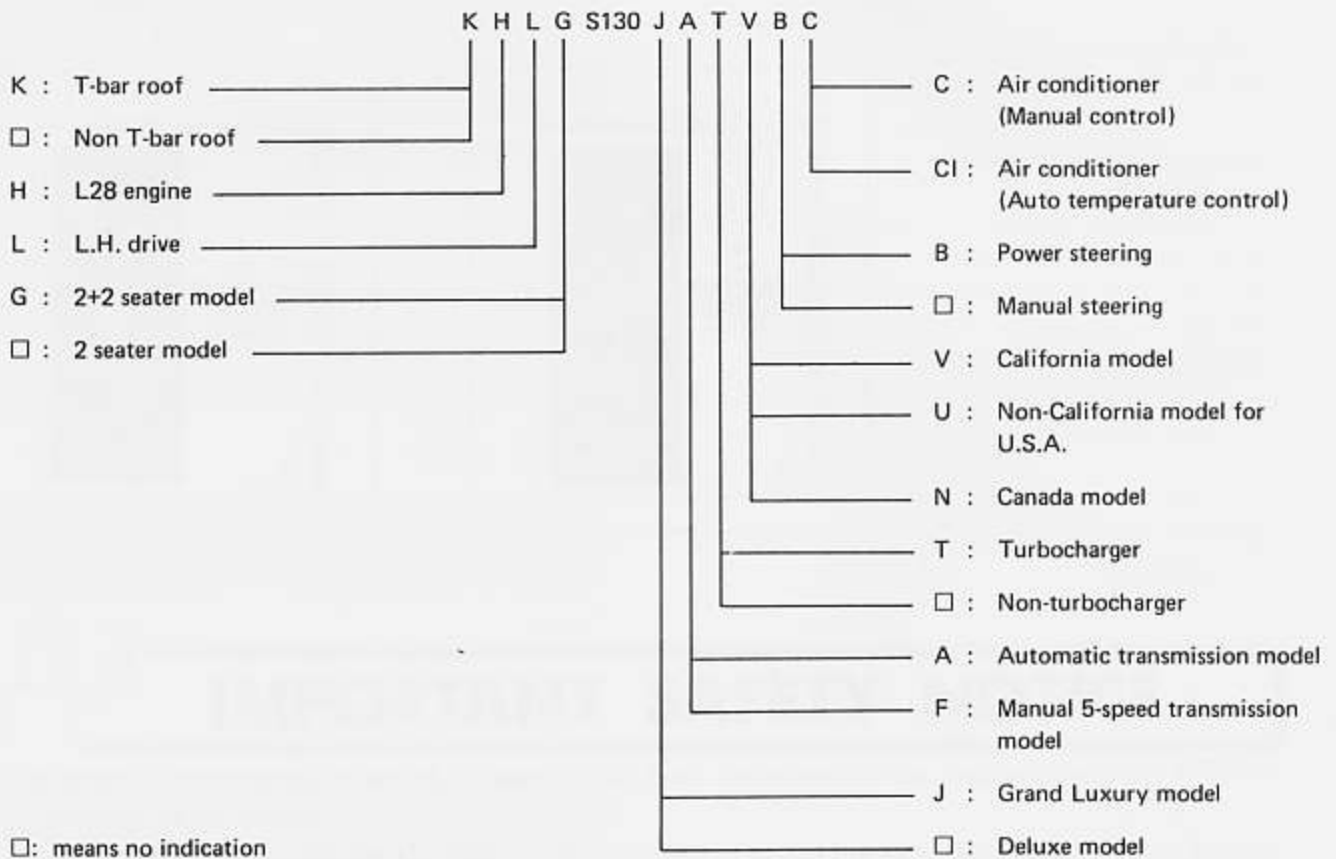 K H L G S130 J A T V B C
K : T-bar roof
□ : Non T-bar roof
H : L28 engine
L : L.H. drive
G : 2+2 seater model
□ : 2 seater model
C : Air conditioner
(Manual control)
CI : Air conditioner
(Auto temperature control)
B : Power steering
□ : Manual steering
V : California model
U : Non-California model for
U.S.A.
N : Canada model
T : Turbocharger
□ : Non-turbocharger
A : Automatic transmission model
F : Manual 5-speed transmission
model
J : Grand Luxury model
□ : Deluxe model
□: means no indication